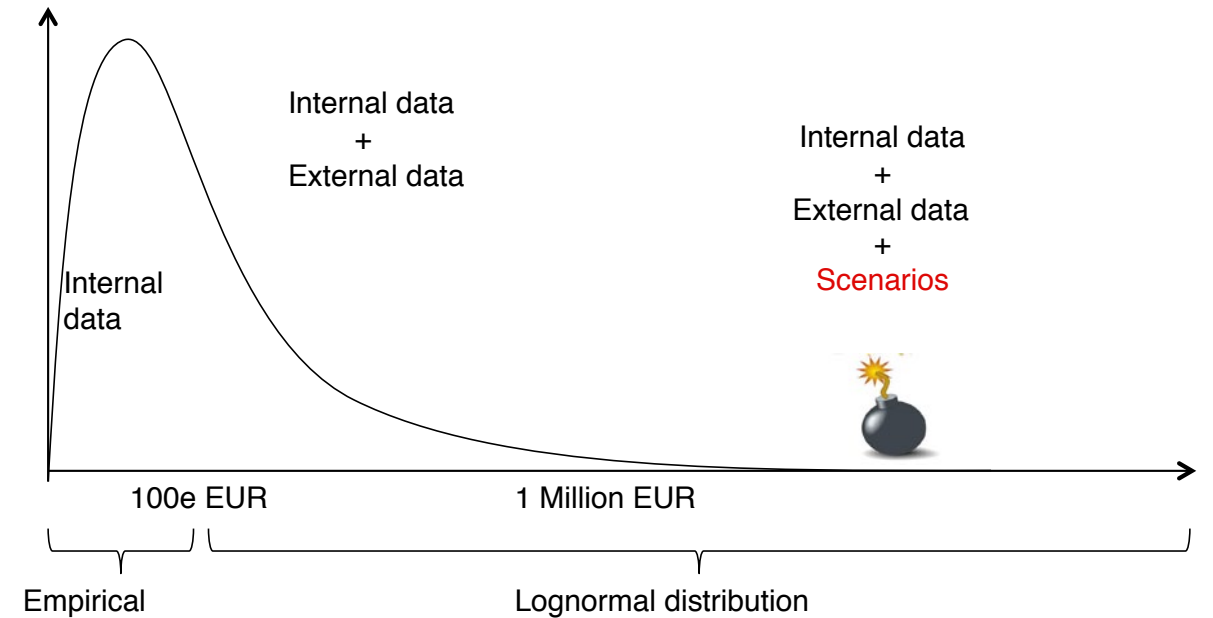 Internal data
+
External data
Internal data
+
External data
+
Scenarios
Internal
data
100e EUR
1 Million EUR
Empirical
Lognormal distribution